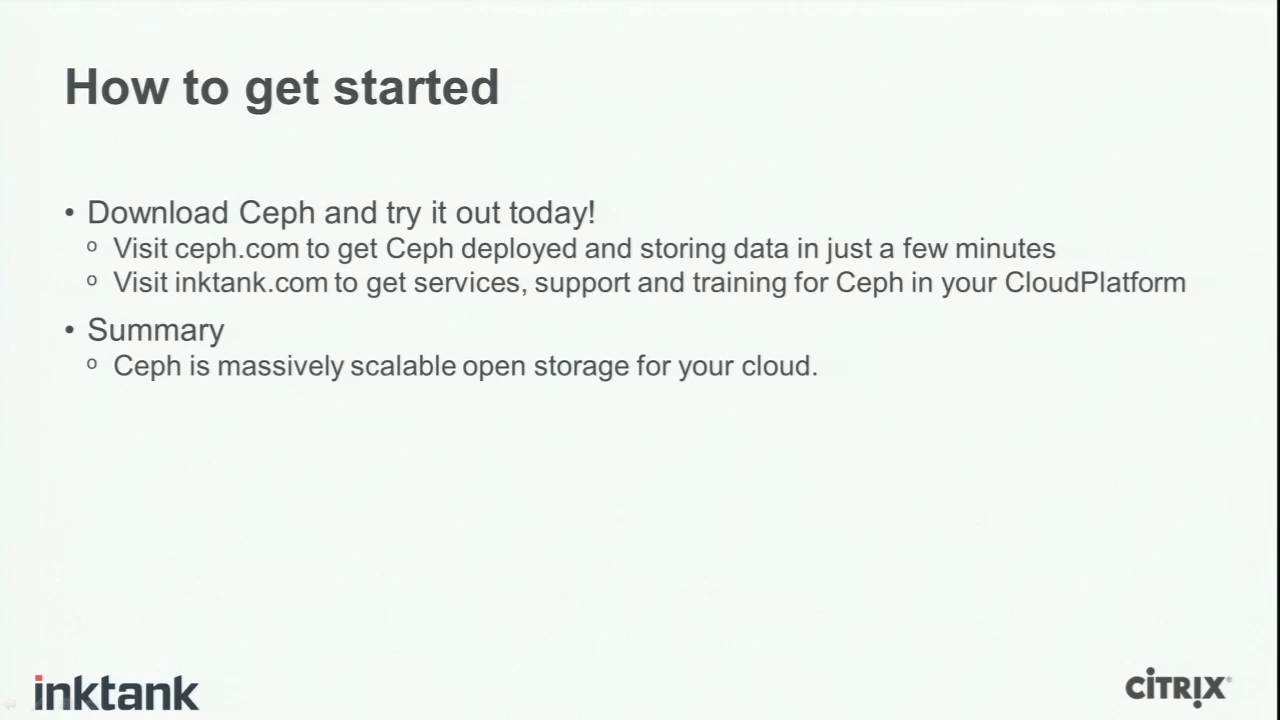 How to get started
• Download Ceph and try it out today!
o Visit ceph.com to get Ceph deployed and storing data in just a few minutes
o Visit inktank.com to get services, support and training for Ceph in your CloudPlatform
• Summary
o Ceph is massively scalable open storage for your cloud.
inktank
CİTRIX®